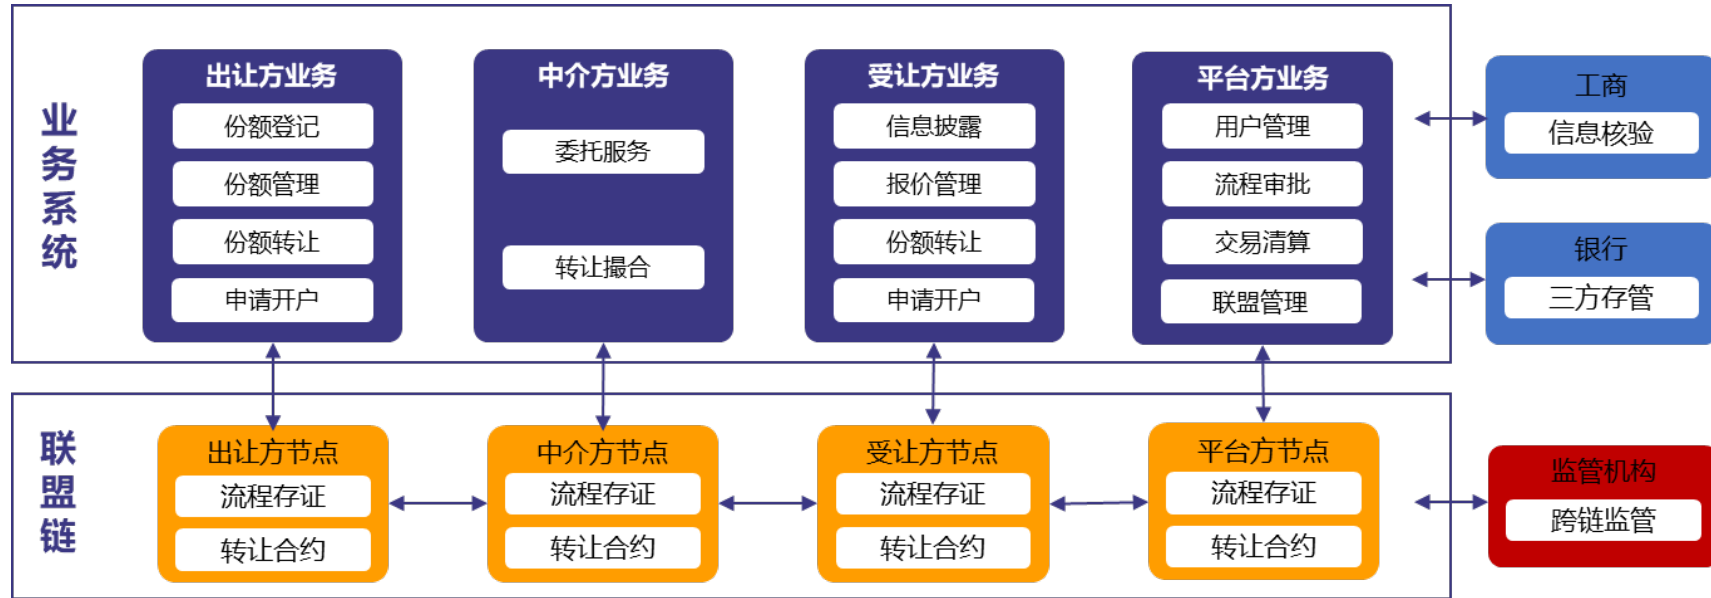 业务系统
出让方业务
份额登记
份额管理
份额转让
申请开户
中介方业务
委托服务
转让撮合
受让方业务
信息披露
报价管理
份额转让
申请开户
平台方业务
用户管理
流程审批
交易清算
联盟管理
工商
信息核验
银行
三方存管
联盟链
出让方节点
流程存证
转让合约
中介方节点
流程存证
转让合约
受让方节点
流程存证
转让合约
平台方节点
流程存证
转让合约
监管机构
跨链监管